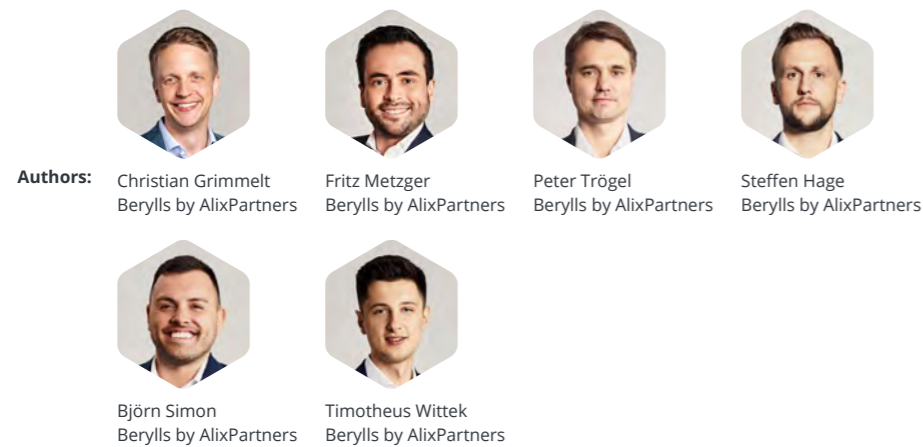 Authors:
Christian Grimmelt
Berylls by AlixPartners
Fritz Metzger
Berylls by AlixPartners
Peter Trögel
Berylls by AlixPartners
Steffen Hage
Berylls by AlixPartners
Björn Simon
Berylls by AlixPartners
Timotheus Wittek
Berylls by AlixPartners